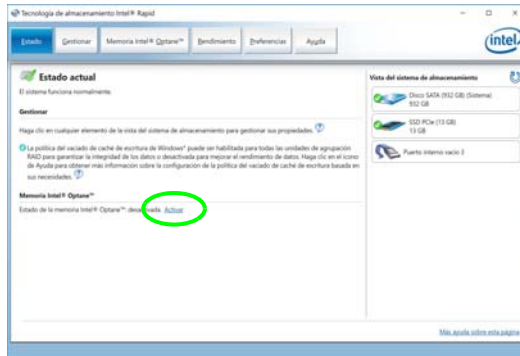 Tecnología de almacenamiento Intel® Rapid
Estado
Gestionar
Memoria Intel® Optane™
Rendimiento
Preferencias
Ayuda
intel
Estado actual
El sistema funciona normalmente.
Gestionar
Haga clic en cualquier elemento de la vista del sistema de almacenamiento para gestionar sus propiedades.
La política del vaciado de caché de escritura de Windows* puede ser habilitada para todas las unidades de agrupación
RAID para garantizar la integridad de los datos o desactivada para mejorar el rendimiento de datos. Haga clic en el icono
de Ayuda para obtener más información sobre la configuración de la política del vaciado de caché de escritura basada en
sus necesidades.
Memoria Intel® Optane™
Estado de la memoria Intel® Optane™: desactivada. Activar
Vista del sistema de almacenamiento
Disco SATA (932 GB) (Sistema)
932 GB
SSD PCIe (13 GB)
13 GB
Puerto interno vacío 3
Más ayuda sobre esta página